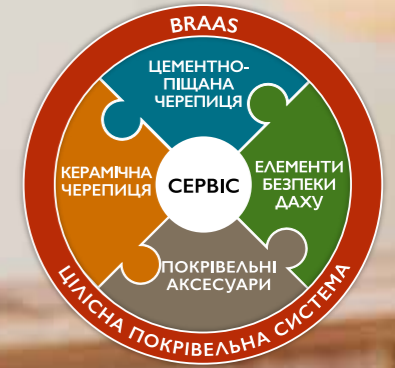 BRAAS
ЦЕМЕНТНО-
ПІЩАНА
ЧЕРЕПИЦЯ
КЕРАМІЧНА
ЧЕРЕПИЦЯ
СЕРВІС
ЕЛЕМЕНТИ
БЕЗПЕКИ
ДАХУ
ПОКРІВЕЛЬНІ
АКСЕСУАРИ
ЦІЛІСНА ПОКРІВЕЛЬНА СИСТЕМА